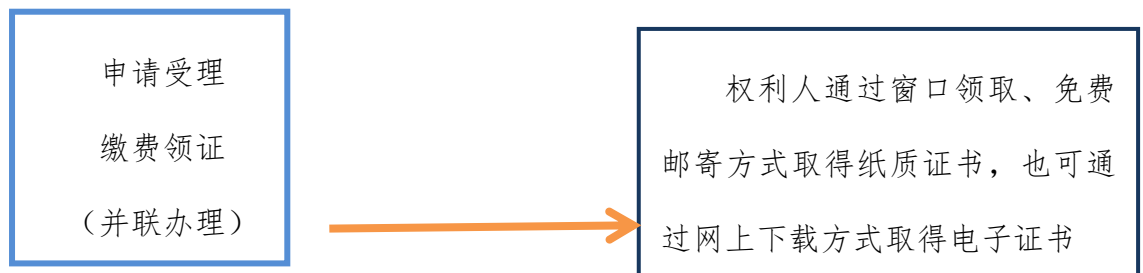 申请受理
缴费领证
（并联办理）
权利人通过窗口领取、免费
邮寄方式取得纸质证书，也可通
过网上下载方式取得电子证书